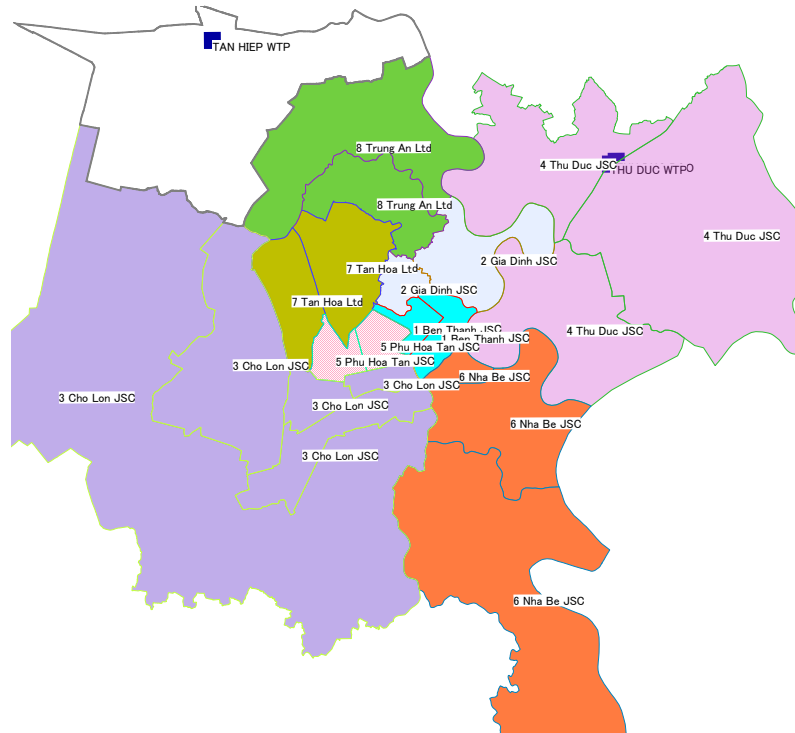 TAN HIEP WTP
8 Trung An Ltd
4 Thu Duc JSC
THU DUC WTP
8 Trung An Ltd
4 Thu Duc JSC
2 Gia Dinh JSC
7 Tan Hoa Ltd
2 Gia Dinh JSC
7 Tan Hoa Ltd
1 Ben Thanh JSC
4 Thu Duc JSC
1 Ben Thanh JSC
5 Phu Hoa Tan JSC
5 Phu Hoa Tan JSC
3 Cho Lon JSC
6 Nha Be JSC
3 Cho Lon JSC
3 Cho Lon JSC
3 Cho Lon JSC
6 Nha Be JSC
3 Cho Lon JSC
6 Nha Be JSC